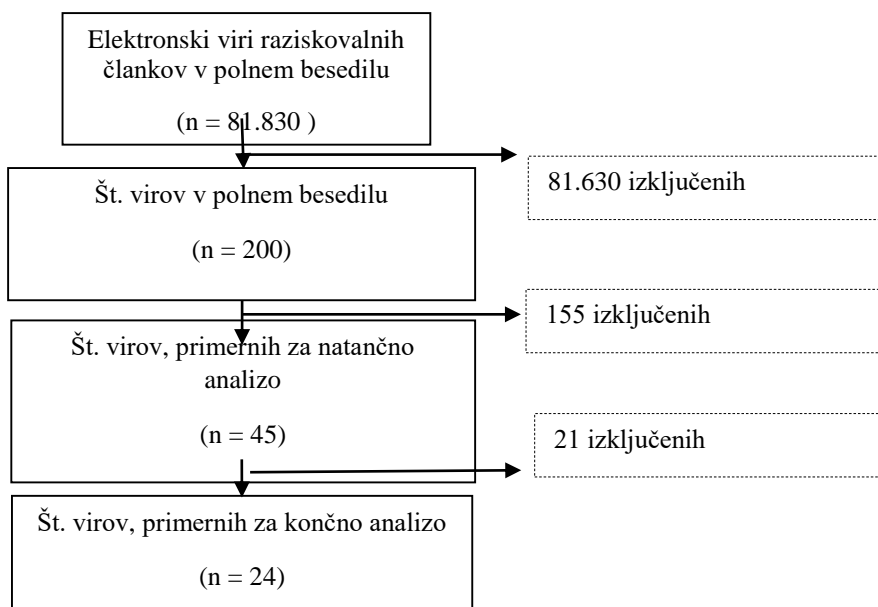 Elektronski viri raziskovalnih
člankov v polnem besedilu
(n = 81.830 )
81.630 izključenih
Št. virov v polnem besedilu
(n = 200)
155 izključenih
Št. virov, primernih za natančno
analizo
(n = 45)
21 izključenih
Št. virov, primernih za končno analizo
(n = 24)